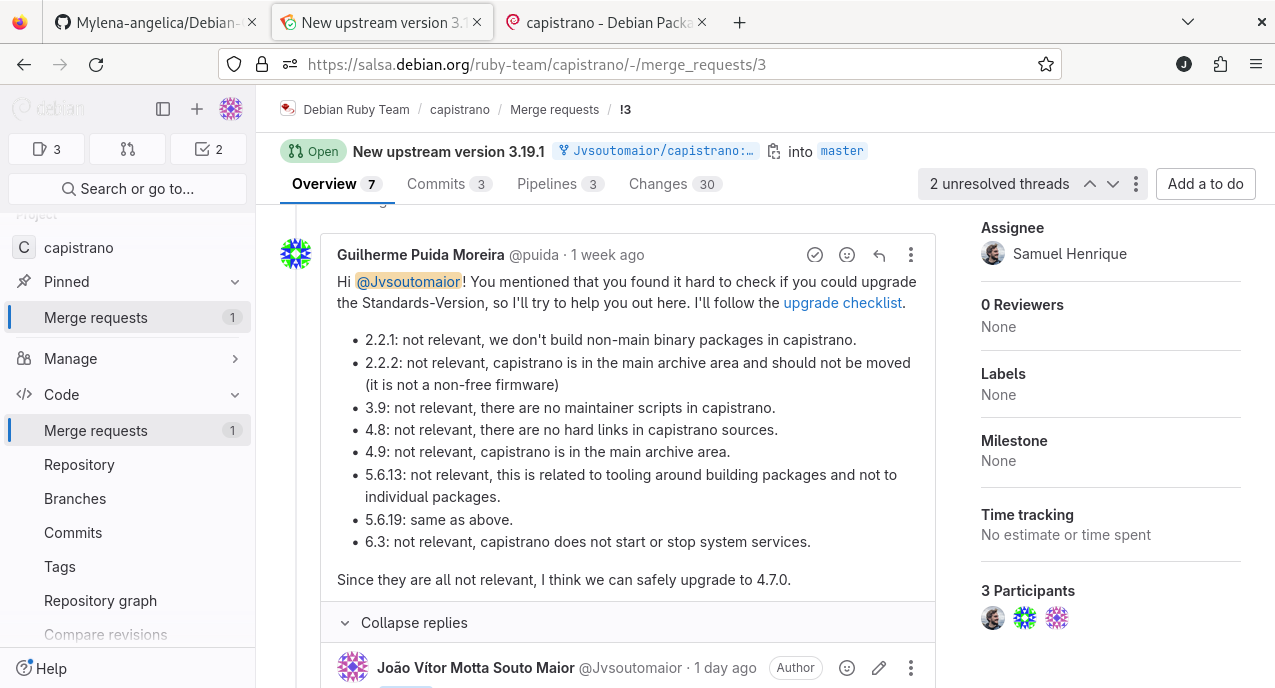 Mylena-angelica/Debian-
New upstream version 3.1
capistrano - Debian Packa
https://salsa.debian.org/ruby-team/capistrano/-/merge_requests/3
J
debian
3
2
Search or go to...
Project
C capistrano
Pinned
Merge requests 1
Manage
Code
Merge requests 1
Repository
Branches
Commits
Tags
Repository graph
Compare revisions
Help
Debian Ruby Team / capistrano / Merge requests / !3
Open New upstream version 3.19.1 Jvsoutomaior/capistrano:… into master
Overview 7 Commits 3 Pipelines 3 Changes 30
2 unresolved threads
Add a to do
Guilherme Puida Moreira @puida · 1 week ago
Hi @Jvsoutomaior! You mentioned that you found it hard to check if you could upgrade
the Standards-Version, so I'll try to help you out here. I'll follow the upgrade checklist.
• 2.2.1: not relevant, we don't build non-main binary packages in capistrano.
• 2.2.2: not relevant, capistrano is in the main archive area and should not be moved
(it is not a non-free firmware)
• 3.9: not relevant, there are no maintainer scripts in capistrano.
• 4.8: not relevant, there are no hard links in capistrano sources.
• 4.9: not relevant, capistrano is in the main archive area.
• 5.6.13: not relevant, this is related to tooling around building packages and not to
individual packages.
• 5.6.19: same as above.
• 6.3: not relevant, capistrano does not start or stop system services.
Since they are all not relevant, I think we can safely upgrade to 4.7.0.
Collapse replies
João Vítor Motta Souto Maior @Jvsoutomaior · 1 day ago Author
Assignee
Samuel Henrique
0 Reviewers
None
Labels
None
Milestone
None
Time tracking
No estimate or time spent
3 Participants